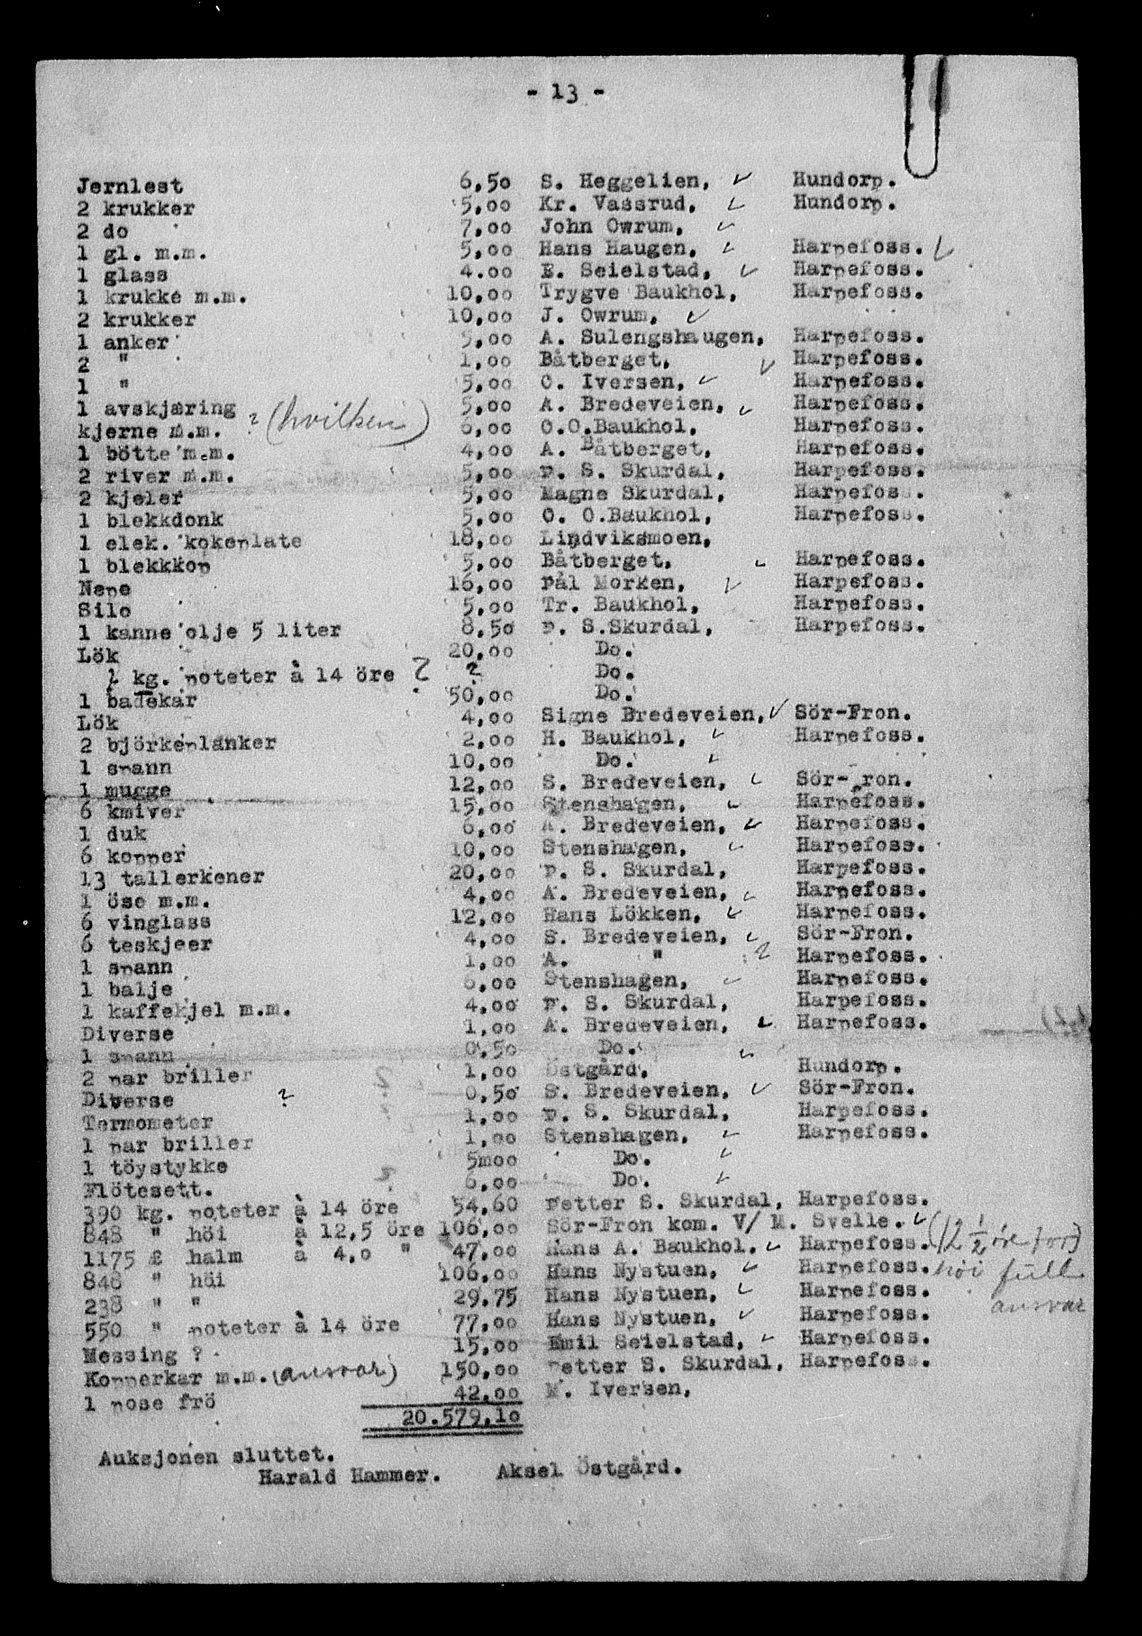 - 13 -
Jernlest 6,50 S. Heggelien, ✓ Hundorp.
2 krukker 5,00 Kr. Vassrud, ✓ Hundorp.
2 do 7,00 John Owrum, ✓
1 gl. m.m. 5,00 Hans Haugen, ✓ Harpefoss. ✓
1 glass 4.00 E. Seielstad, ✓ Harpefoss.
1 krukke m.m. 10,00 Trygve Baukhol, Harpefoss.
2 krukker 10,00 J. Owrum, ✓
1 anker 5,00 A. Sulengshaugen, Harpefoss.
2 " 1,00 Båtberget, ✓ Harpefoss.
1 " 5,00 O. Iversen, ✓ Harpefoss.
1 avskjæring ? (hvilken) 5,00 A. Bredeveien, ✓ Harpefoss.
kjerne m.m. 6,00 O.O.Baukhol, Harpefoss.
1 bötte m.m. 4,00 A. Båtberget, Harpefoss.
2 river m.m. 5,00 P. S. Skurdal, Harpefoss.
2 kjeler 5,00 Magne Skurdal, Harpefoss.
1 blekkdonk 5,00 O. O.Baukhol, Harpefoss.
1 elek. kokeplate 18,00 Lindviksmoen,
1 blekkkop 5,00 Båtberget, ✓ Harpefoss.
Nepe 16,00 Pål Morken, ✓ Harpefoss.
Silo 5,00 Tr. Baukhol, Harpefoss.
1 kanne olje 5 liter 8,50 P. S.Skurdal, Harpefoss.
Lök 20,00 Do.
? kg. poteter à 14 öre ? ? Do.
1 badekar 50,00 Do.
Lök 4,00 Signe Bredeveien, ✓ Sör-Fron.
2 björkeplanker 2,00 H. Baukhol, ✓ Harpefoss.
1 spann 10,00 Do. ✓
1 mugge 12,00 S. Bredeveien, ✓ Sör-Fron.
6 kniver 15,00 Stenshagen, ✓ Harpefoss.
1 duk 6,00 A. Bredeveien, ✓ Harpefoss.
6 kopper 10,00 Stenshagen, ✓ Harpefoss.
13 tallerkener 20,00 P. S. Skurdal, Harpefoss.
1 öse m.m. 4,00 A. Bredeveien, ✓ Harpefoss.
6 vinglass 12,00 Hans Lökken, ✓ Harpefoss.
6 teskjeer 4,00 S. Bredeveien, ✓ Sör-Fron.
1 spann 1,00 A. " ? Harpefoss.
1 balje 6,00 Stenshagen, ✓ Harpefoss.
1 kaffekjel m.m. 4,00 P. S. Skurdal, Harpefoss.
Diverse 1,00 A. Bredeveien, ✓ Harpefoss.
1 spann 0,50 Do. ✓
2 par briller 1,00 Östgård, Hundorp.
Diverse ? 0,50 S. Bredeveien, ✓ Sör-Fron.
Termometer 1,00 P. S. Skurdal, Harpefoss.
1 par briller 1,00 Stenshagen, ✓ Harpefoss.
1 töystykke 5moo Do. ✓
Flötesett. 6,00 Do. ✓
390 kg. poteter à 14 öre 54,60 Petter S. Skurdal, Harpefoss.
848 " höi à 12,5 öre 106,00 Sör-Fron kom. V/ M. Svelle. ✓ (12 ½ öre for)
1175 £ halm à 4,0 " 47,00 Hans A. Baukhol. ✓ Harpefoss. höi full
848 " höi 106,00 Hans Nystuen, ✓ Harpefoss. ansvar
238 " " 29.75 Hans Nystuen, ✓ Harpefoss.
550 " poteter à 14 öre 77,00 Hans Nystuen, ✓ Harpefoss.
Messing ? 15,00 Emil Seielstad, ✓ Harpefoss.
Kopperkar m.m. (ansvar) 150,00 Petter S. Skurdal, Harpefoss.
1 pose frö 42,00 M. Iversen,
20.579,10
Auksjonen sluttet.
Harald Hammer. Aksel Östgård.